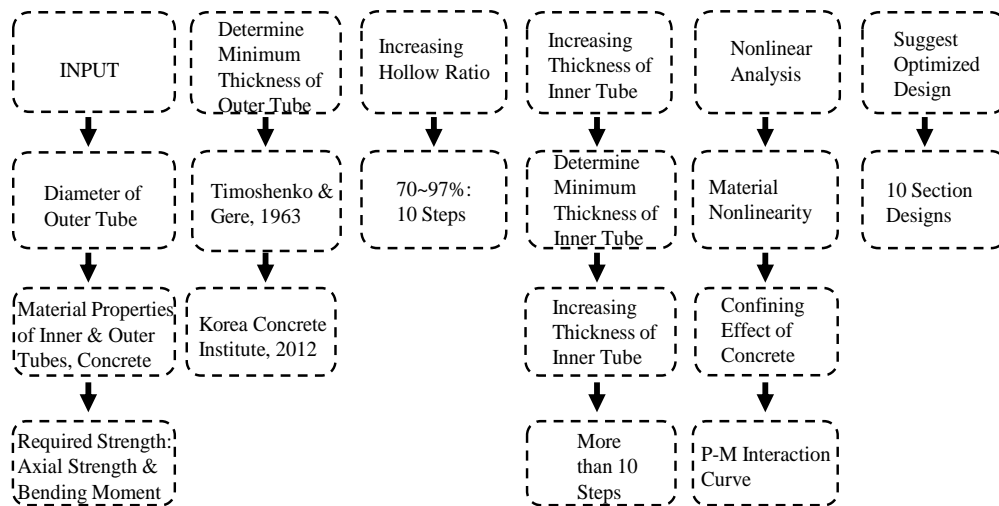 INPUT
Diameter of
Outer Tube
Material Properties
of Inner & Outer
Tubes, Concrete
Required Strength:
Axial Strength &
Bending Moment
Determine
Minimum
Thickness of
Outer Tube
Timoshenko &
Gere, 1963
Korea Concrete
Institute, 2012
Increasing
Hollow Ratio
70~97%:
10 Steps
Increasing
Thickness of
Inner Tube
Determine
Minimum
Thickness of
Inner Tube
Increasing
Thickness of
Inner Tube
More
than 10
Steps
Nonlinear
Analysis
Material
Nonlinearity
Confining
Effect of
Concrete
P-M Interaction
Curve
Suggest
Optimized
Design
10 Section
Designs